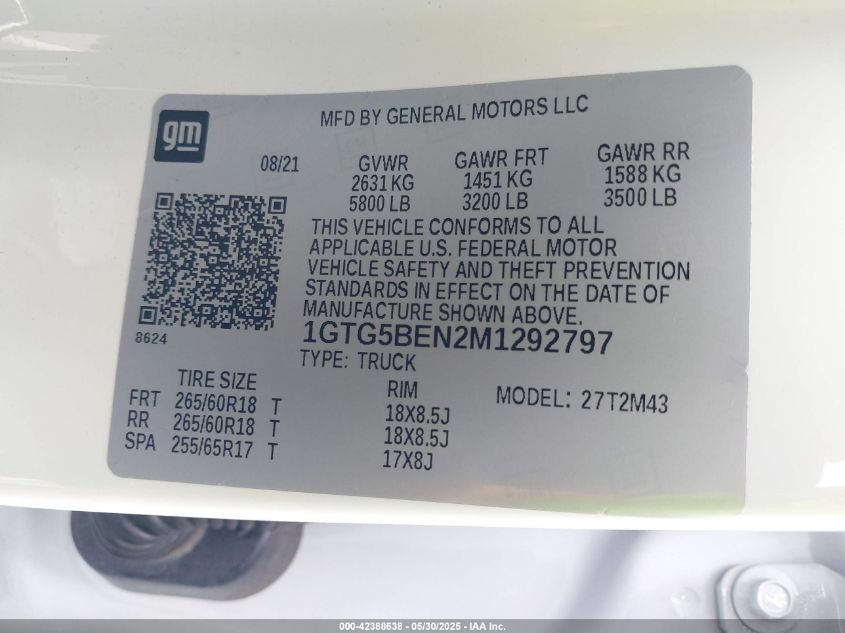 gm
MFD BY GENERAL MOTORS LLC
08/21 GVWR GAWR FRT GAWR RR
2631 KG 1451 KG 1588 KG
5800 LB 3200 LB 3500 LB
THIS VEHICLE CONFORMS TO ALL
APPLICABLE U.S. FEDERAL MOTOR
VEHICLE SAFETY AND THEFT PREVENTION
STANDARDS IN EFFECT ON THE DATE OF
MANUFACTURE SHOWN ABOVE.
8624
1GTG5BEN2M1292797
TYPE: TRUCK
TIRE SIZE RIM MODEL: 27T2M43
FRT 265/60R18 T 18X8.5J
RR 265/60R18 T 18X8.5J
SPA 255/65R17 T 17X8J
000-42388638 - 05/30/2025 - IAA Inc.